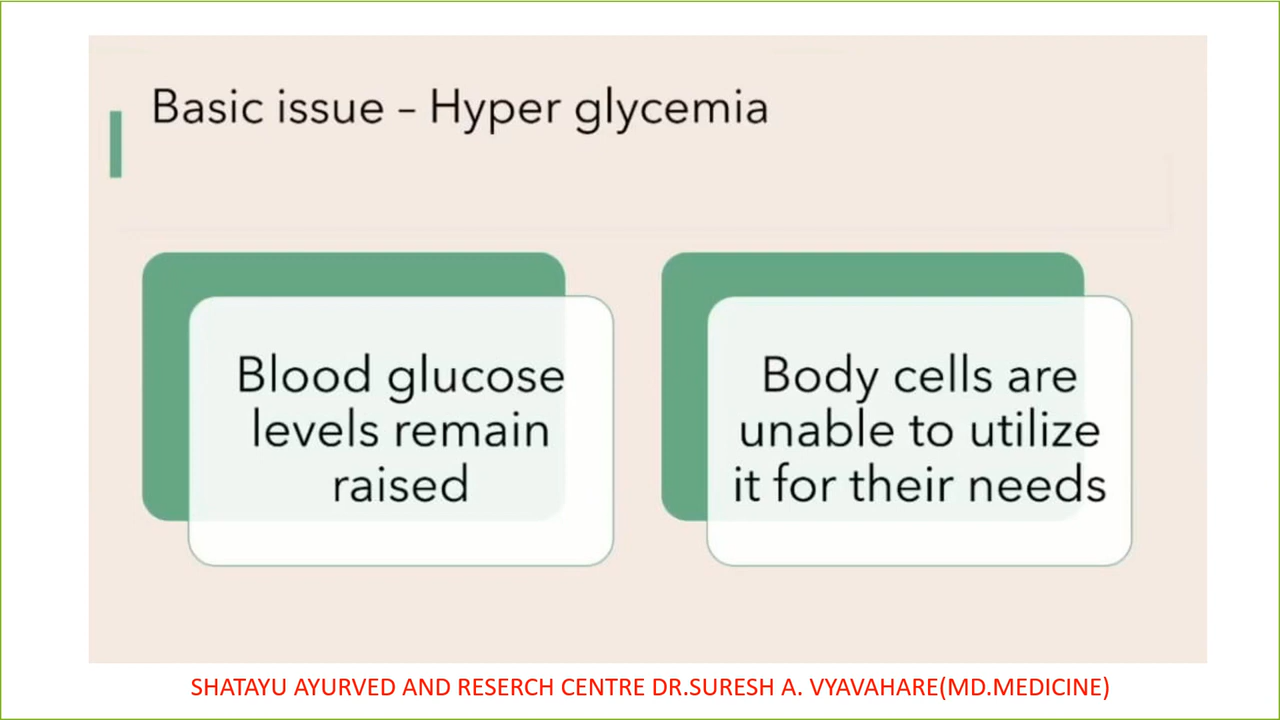 Basic issue – Hyper glycemia
Blood glucose
levels remain
raised
Body cells are
unable to utilize
it for their needs
SHATAYU AYURVED AND RESERCH CENTRE DR.SURESH A. VYAVAHARE(MD.MEDICINE)